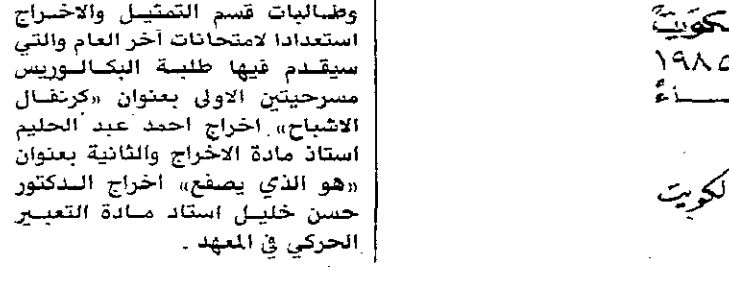 وطالبات قسم التمثيل والاخراج
استعدادا لامتحانات آخر العام والتي
سيقدم فيها طلبة البكالوريس
مسرحيتين الاولى بعنوان «كرنفال
الاشباح» اخراج احمد عبد الحليم
استاذ مادة الاخراج والثانية بعنوان
«هو الذي يصفع» اخراج الدكتور
حسن خليل استاد مادة التعبير
الحركي في المعهد .
لكويت